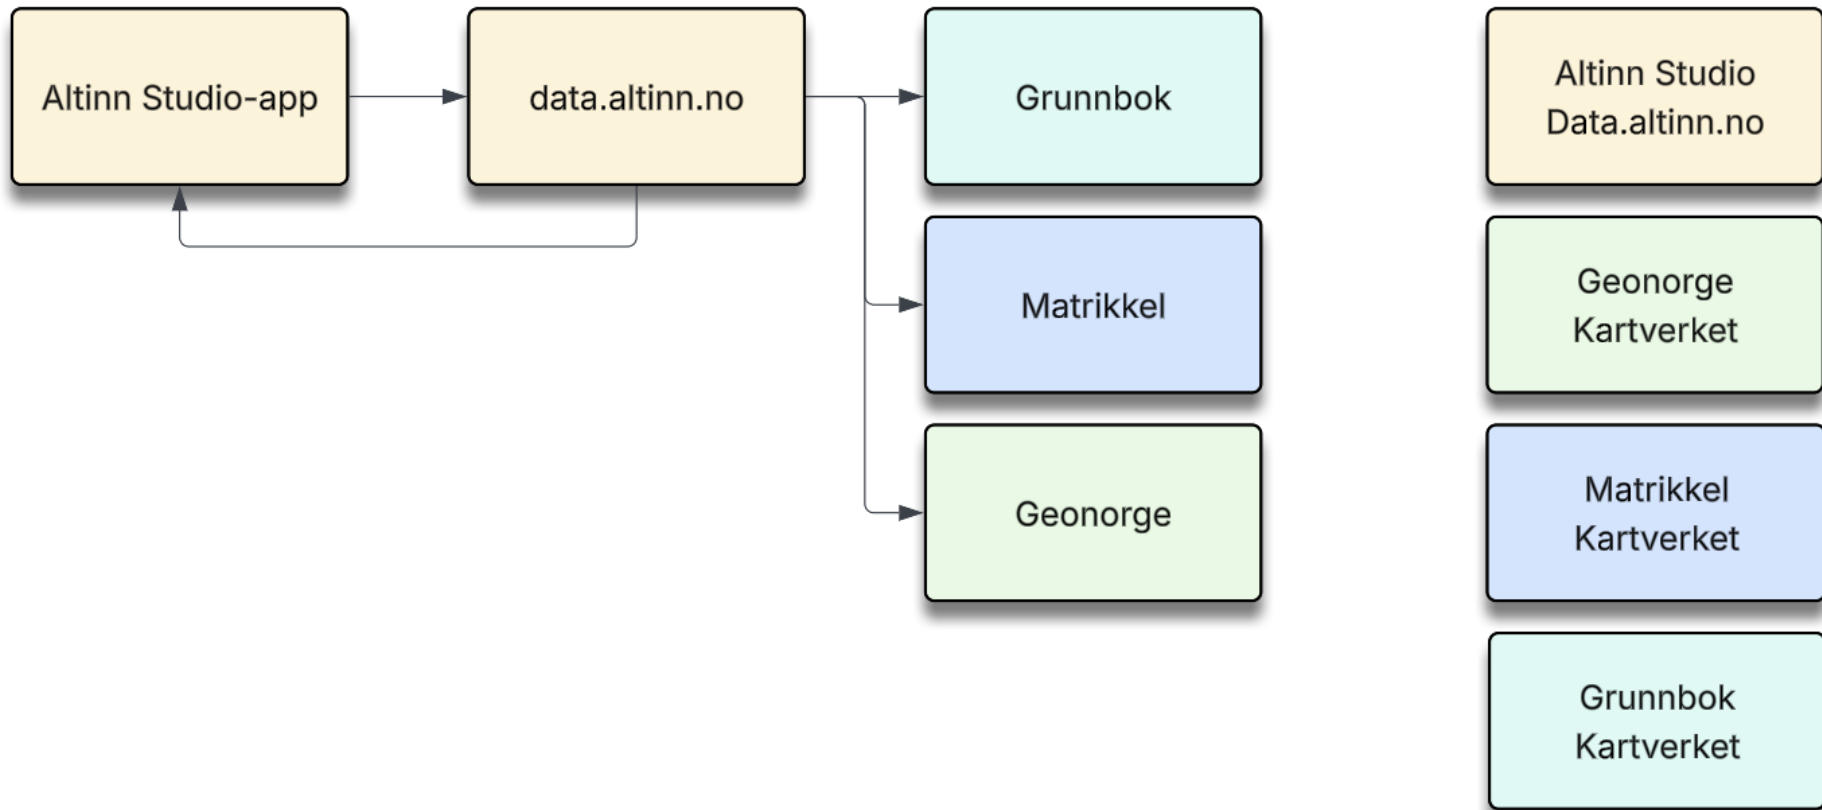 Altinn Studio-app
data.altinn.no
Grunnbok
Matrikkel
Geonorge
Altinn Studio
Data.altinn.no
Geonorge
Kartverket
Matrikkel
Kartverket
Grunnbok
Kartverket